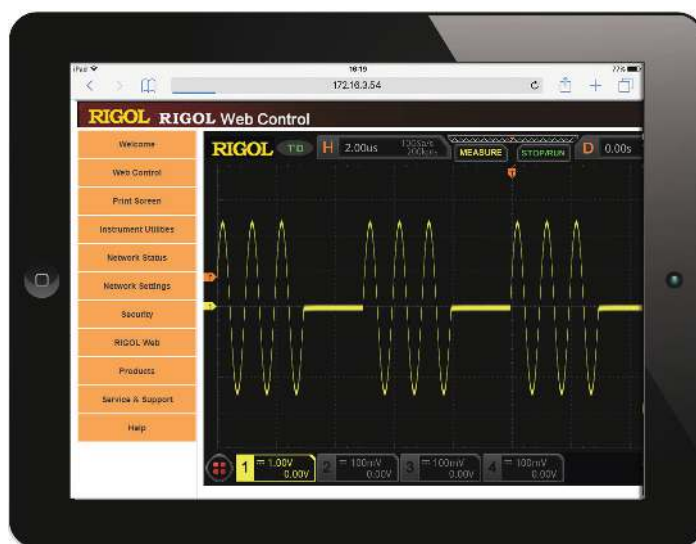 iPad
16:19
77%
172.16.3.54
RIGOL RIGOL Web Control
Welcome
Web Control
Print Screen
Instrument Utilities
Network Status
Network Settings
Security
RIGOL Web
Products
Service & Support
Help
RIGOL T'D H 2.00us MEASURE STOP/RUN D 0.00s
T
T
1
1 1.00V
0.00V
2 100mV
0.00V
3 100mV
0.00V
4 100mV
0.00V